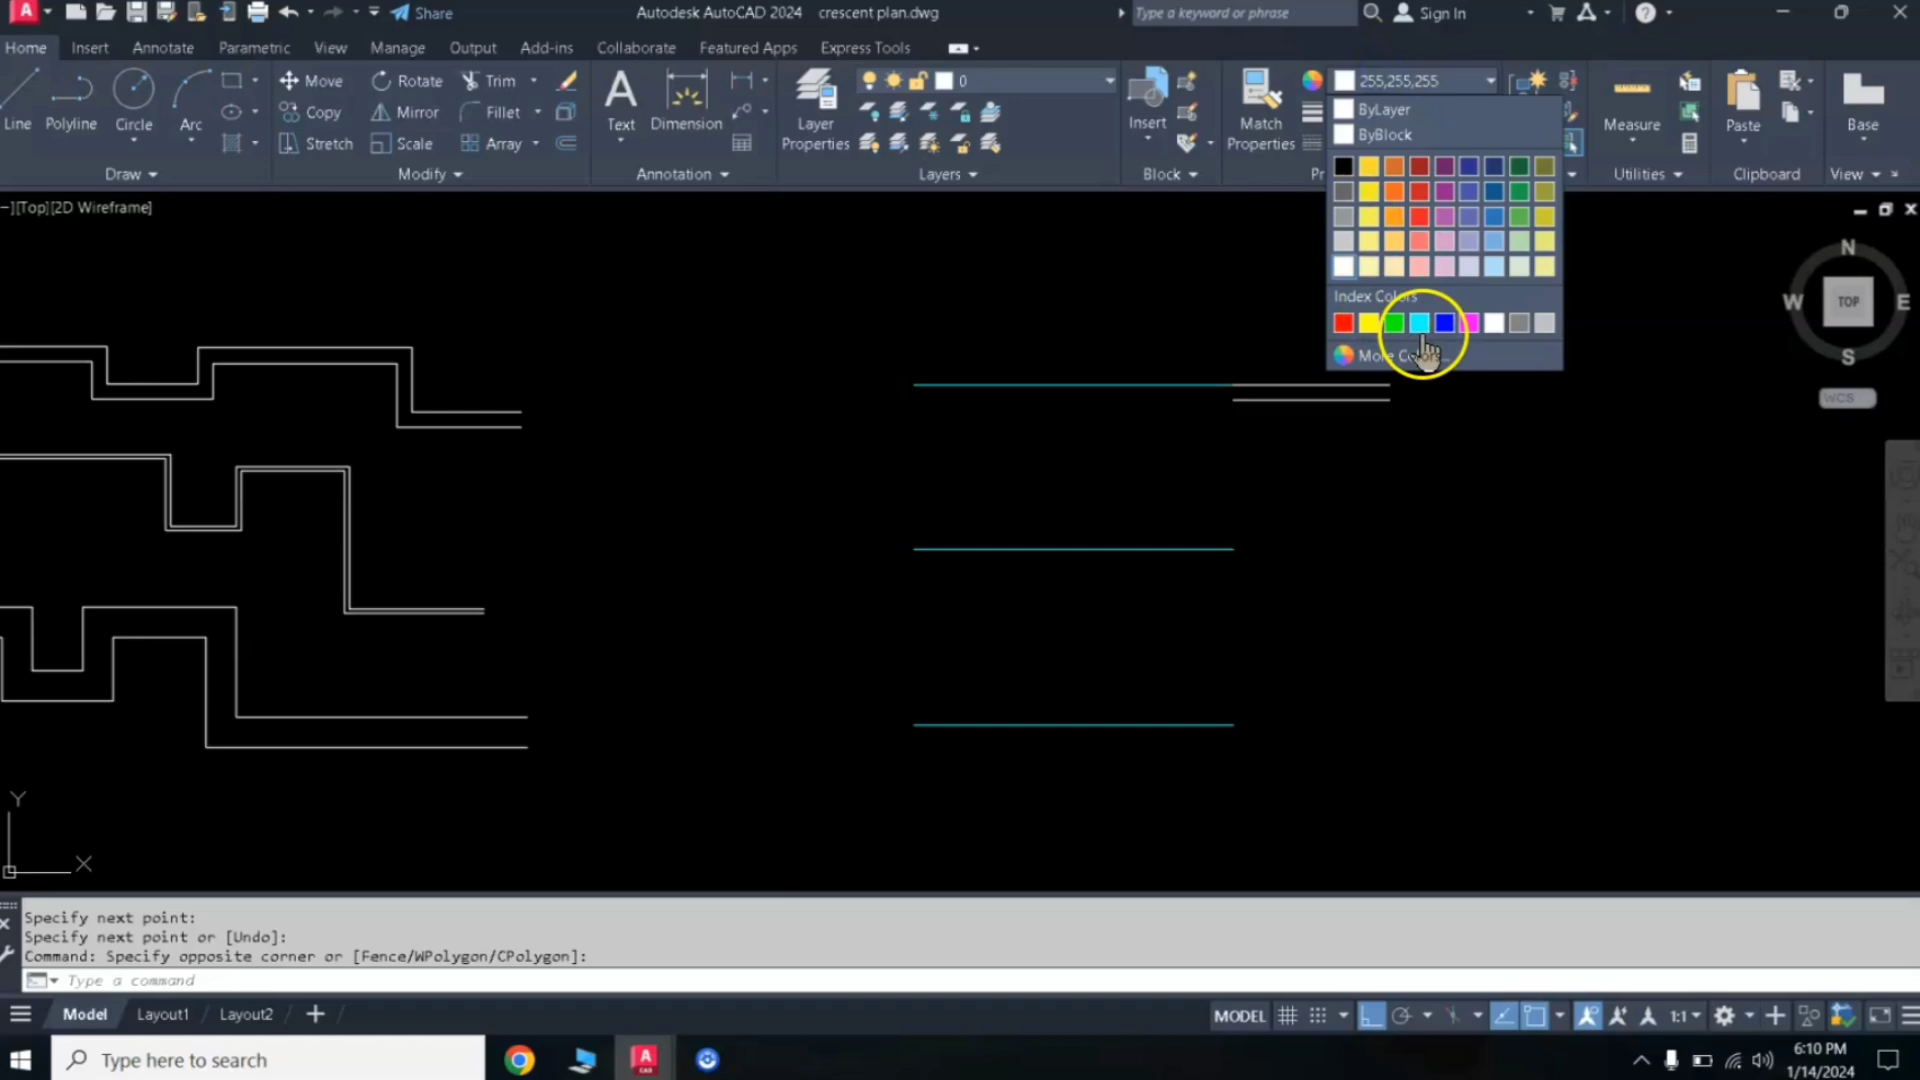 Share
Autodesk AutoCAD 2024 crescent plan.dwg
Type a keyword or phrase
Sign In
Home Insert Annotate Parametric View Manage Output Add-ins Collaborate Featured Apps Express Tools
Line Polyline Circle Arc
Move Rotate Trim
Copy Mirror Fillet
Stretch Scale Array
Text Dimension
Layer Properties
0
Insert
Match Properties
255,255,255
ByLayer
ByBlock
Index Colors
More Colors...
Measure
Paste
Base
Draw Modify Annotation Layers Block Utilities Clipboard View
[Top][2D Wireframe]
N
W TOP E
S
WCS
Y
X
Specify next point:
Specify next point or [Undo]:
Command: Specify opposite corner or [Fence/WPolygon/CPolygon]:
Type a command
Model Layout1 Layout2
MODEL 1:1
Type here to search
A CAD
6:10 PM
1/14/2024